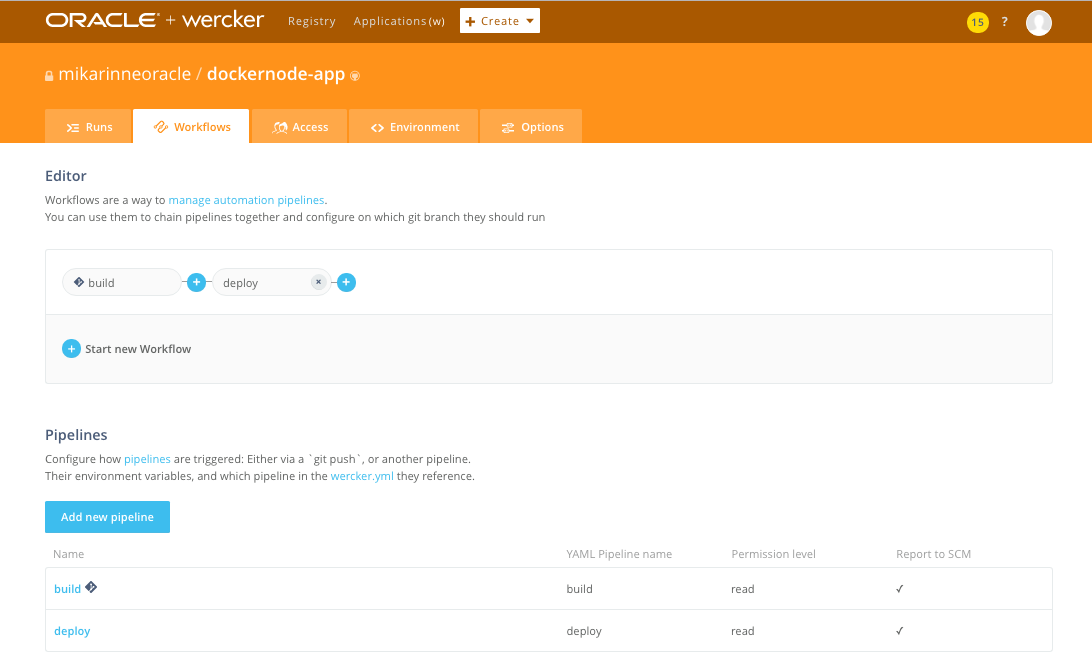 ORACLE + wercker Registry Applications (w) + Create 15 ?
mikarinneoracle / dockernode-app
Runs Workflows Access Environment Options
Editor
Workflows are a way to manage automation pipelines.
You can use them to chain pipelines together and configure on which git branch they should run
build + deploy × +
+ Start new Workflow
Pipelines
Configure how pipelines are triggered: Either via a `git push`, or another pipeline.
Their environment variables, and which pipeline in the wercker.yml they reference.
Add new pipeline
Name YAML Pipeline name Permission level Report to SCM
build build read ✓
deploy deploy read ✓